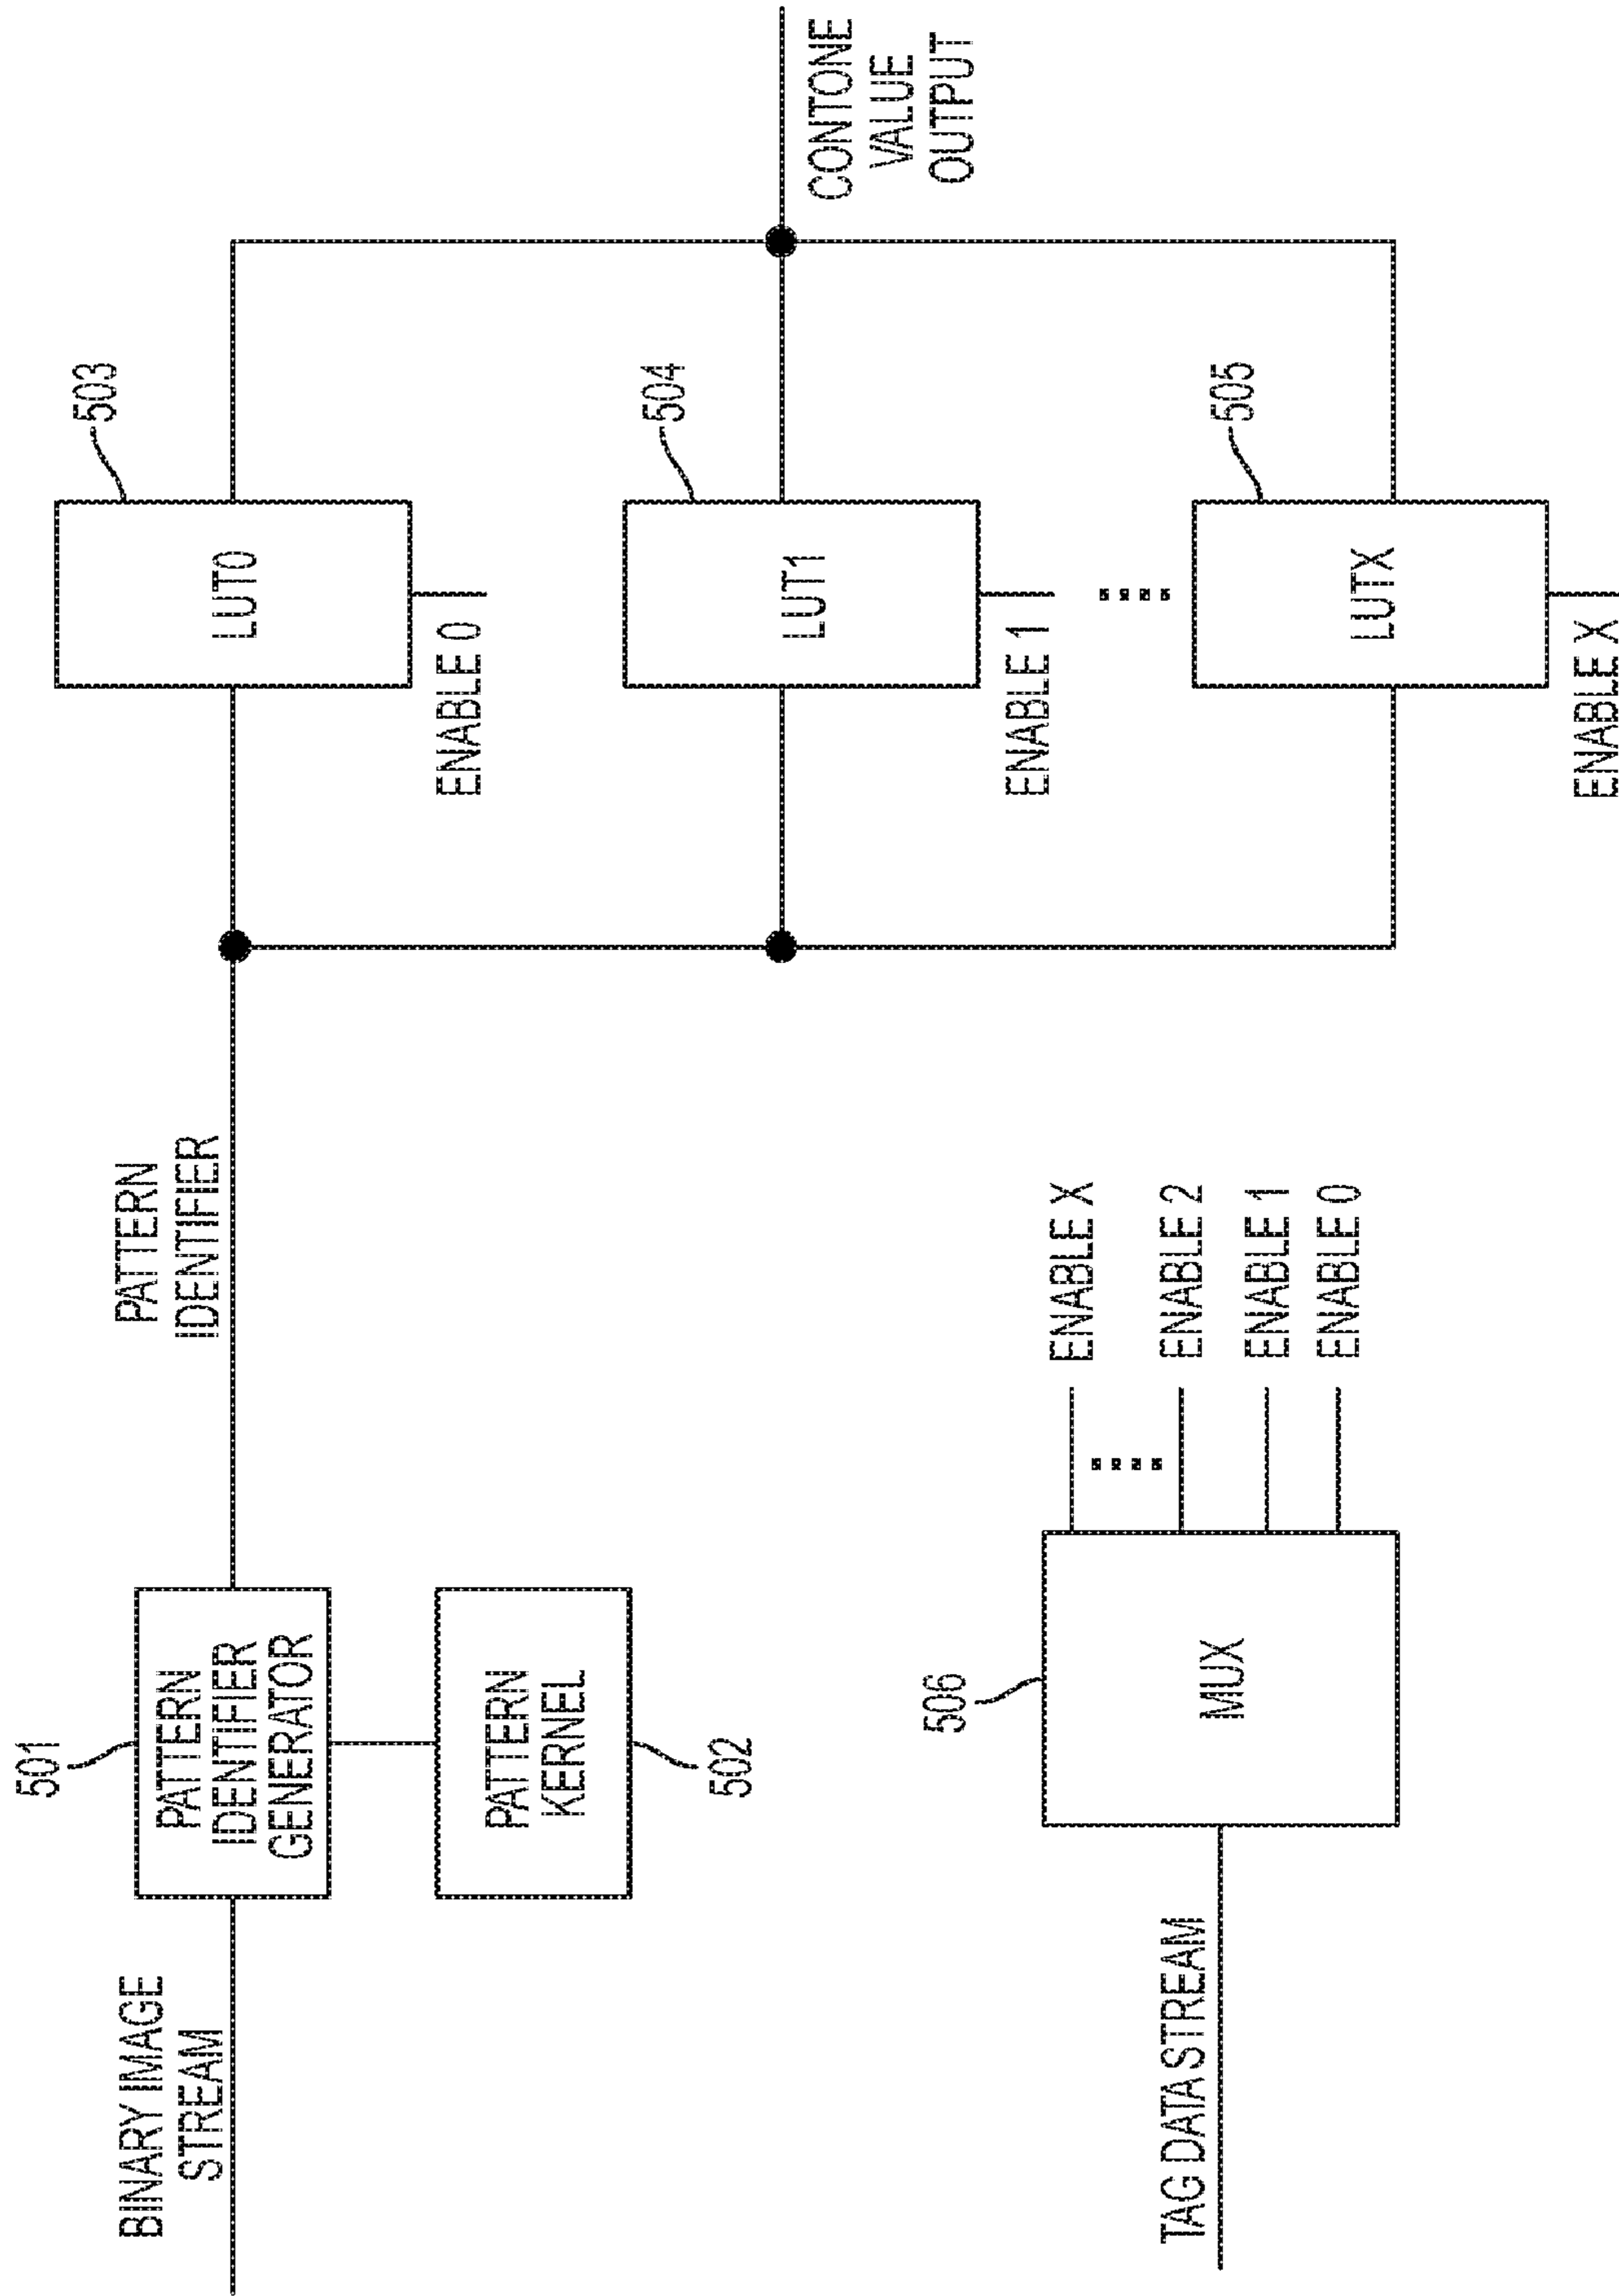 BINARY IMAGE
STREAM
501
PATTERN
IDENTIFIER
GENERATOR
PATTERN
KERNEL
502
PATTERN
IDENTIFIER
503
LUT0
ENABLE 0
504
LUT1
ENABLE 1
505
LUTX
ENABLE X
CONTONE
VALUE
OUTPUT
TAG DATA STREAM
506
MUX
ENABLE X
ENABLE 2
ENABLE 1
ENABLE 0